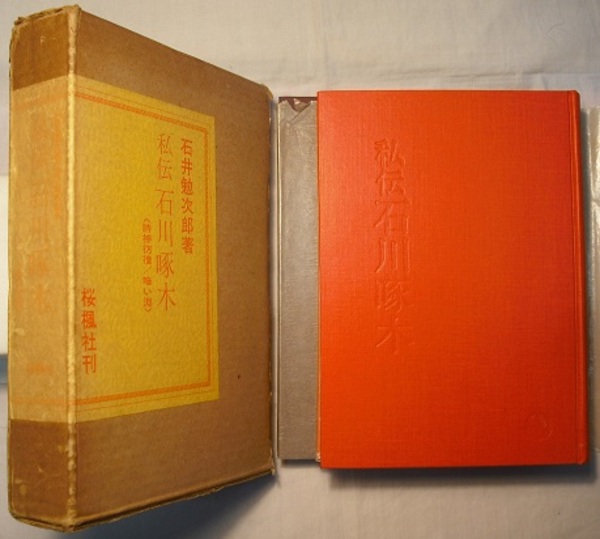 石井勉次郎著
私伝 石川啄木
桜楓社刊
私伝石川啄木